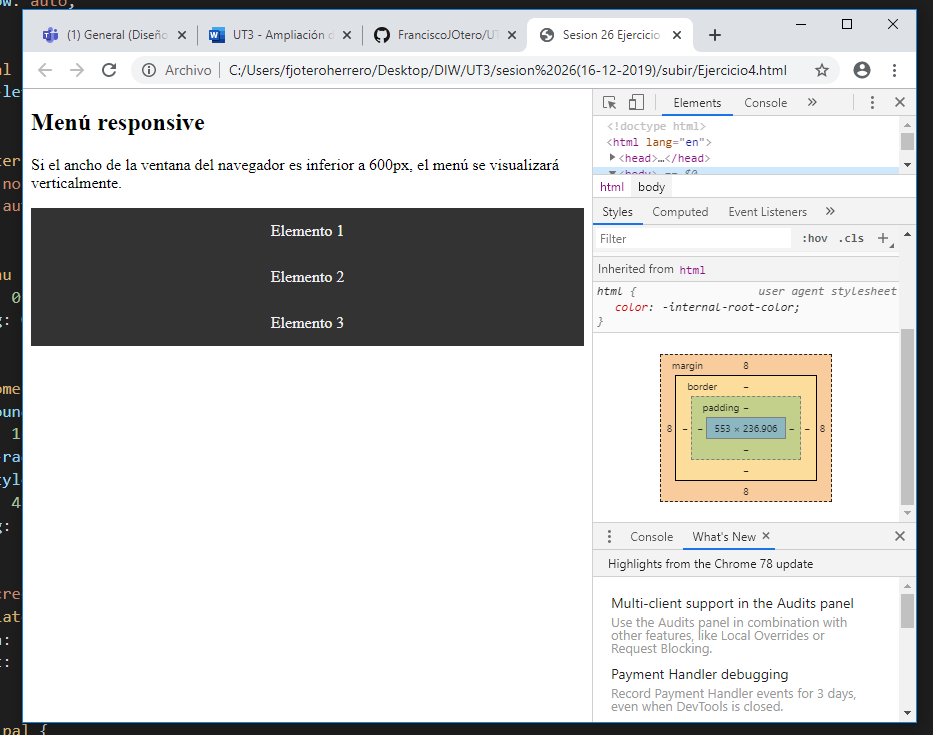 ow: auto;
(1) General (Diseño
UT3 - Ampliación d
FranciscoJOtero/UT
Sesion 26 Ejercicio
Archivo
C:/Users/fjoteroherrero/Desktop/DIW/UT3/sesion%2026(16-12-2019)/subir/Ejercicio4.html
Menú responsive
Si el ancho de la ventana del navegador es inferior a 600px, el menú se visualizará
verticalmente.
Elemento 1
Elemento 2
Elemento 3
Elements
Console
»
<!doctype html>
<html lang="en">
<head>…</head>
<body> == $0
html
body
Styles
Computed
Event Listeners
»
Filter
:hov
.cls
+
Inherited from html
html {
user agent stylesheet
color: -internal-root-color;
}
margin
8
border
–
padding –
8 – – 553 × 236.906 – – 8
–
–
8
Console
What's New
Highlights from the Chrome 78 update
Multi-client support in the Audits panel
Use the Audits panel in combination with
other features, like Local Overrides or
Request Blocking.
Payment Handler debugging
Record Payment Handler events for 3 days,
even when DevTools is closed.
pal {